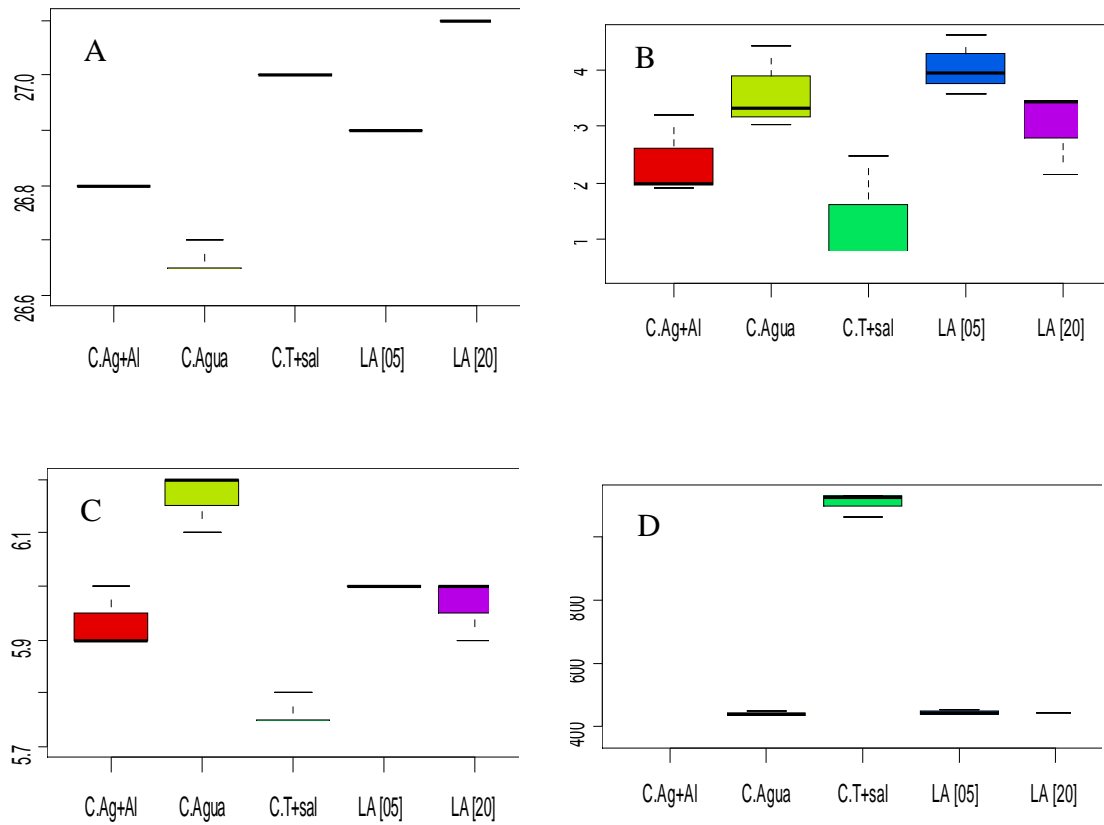 A
27.0
26.8
26.6
C.Ag+Al
C.Agua
C.T+sal
LA [05]
LA [20]
B
4
3
2
1
C.Ag+Al
C.Agua
C.T+sal
LA [05]
LA [20]
C
6.1
5.9
5.7
C.Ag+Al
C.Agua
C.T+sal
LA [05]
LA [20]
D
800
600
400
C.Ag+Al
C.Agua
C.T+sal
LA [05]
LA [20]